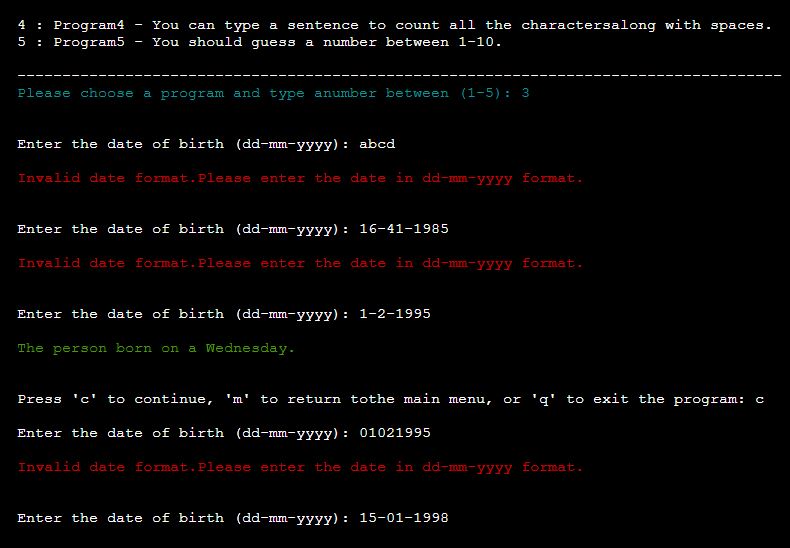 4 : Program4 - You can type a sentence to count all the charactersalong with spaces.
5 : Program5 - You should guess a number between 1-10.
-------------------------------------------------------------------------------------
Please choose a program and type anumber between (1-5): 3
Enter the date of birth (dd-mm-yyyy): abcd
Invalid date format.Please enter the date in dd-mm-yyyy format.
Enter the date of birth (dd-mm-yyyy): 16-41-1985
Invalid date format.Please enter the date in dd-mm-yyyy format.
Enter the date of birth (dd-mm-yyyy): 1-2-1995
The person born on a Wednesday.
Press 'c' to continue, 'm' to return tothe main menu, or 'q' to exit the program: c
Enter the date of birth (dd-mm-yyyy): 01021995
Invalid date format.Please enter the date in dd-mm-yyyy format.
Enter the date of birth (dd-mm-yyyy): 15-01-1998